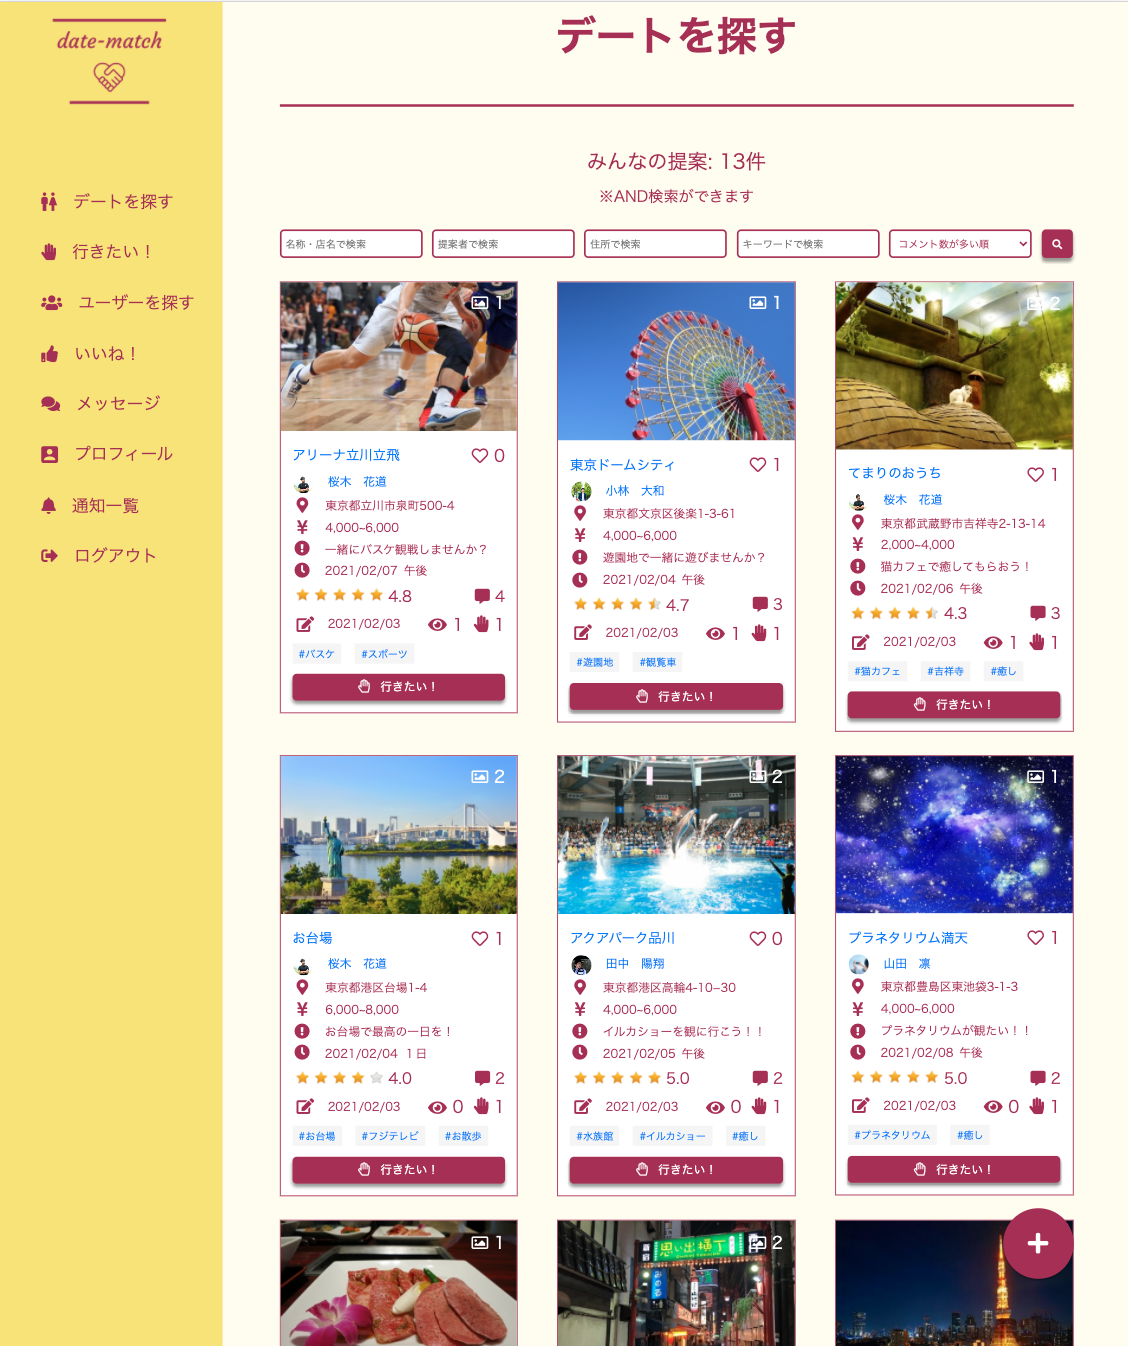 date-match
デートを探す
行きたい！
ユーザーを探す
いいね！
メッセージ
プロフィール
通知一覧
ログアウト
デートを探す
みんなの提案: 13件
※AND検索ができます
名称・店名で検索 提案者で検索 住所で検索 キーワードで検索 コメント数が多い順
1
アリーナ立川立飛 0
桜木　花道
東京都立川市泉町500-4
4,000~6,000
一緒にバスケ観戦しませんか？
2021/02/07 午後
4.8 4
2021/02/03 1 1
#バスケ #スポーツ
行きたい！
1
東京ドームシティ 1
小林　大和
東京都文京区後楽1-3-61
4,000~6,000
遊園地で一緒に遊びませんか？
2021/02/04 午後
4.7 3
2021/02/03 1 1
#遊園地 #観覧車
行きたい！
2
てまりのおうち 1
桜木　花道
東京都武蔵野市吉祥寺2-13-14
2,000~4,000
猫カフェで癒してもらおう！
2021/02/06 午後
4.3 3
2021/02/03 1 1
#猫カフェ #吉祥寺 #癒し
行きたい！
2
お台場 1
桜木　花道
東京都港区台場1-4
6,000~8,000
お台場で最高の一日を！
2021/02/04 １日
4.0 2
2021/02/03 0 1
#お台場 #フジテレビ #お散歩
行きたい！
2
アクアパーク品川 0
田中　陽翔
東京都港区高輪4-10−30
4,000~6,000
イルカショーを観に行こう！！
2021/02/05 午後
5.0 2
2021/02/03 0 1
#水族館 #イルカショー #癒し
行きたい！
1
プラネタリウム満天 1
山田　凛
東京都豊島区東池袋3-1-3
4,000~6,000
プラネタリウムが観たい！！
2021/02/08 午後
5.0 2
2021/02/03 0 1
#プラネタリウム #癒し
行きたい！
1
2
思い出横丁